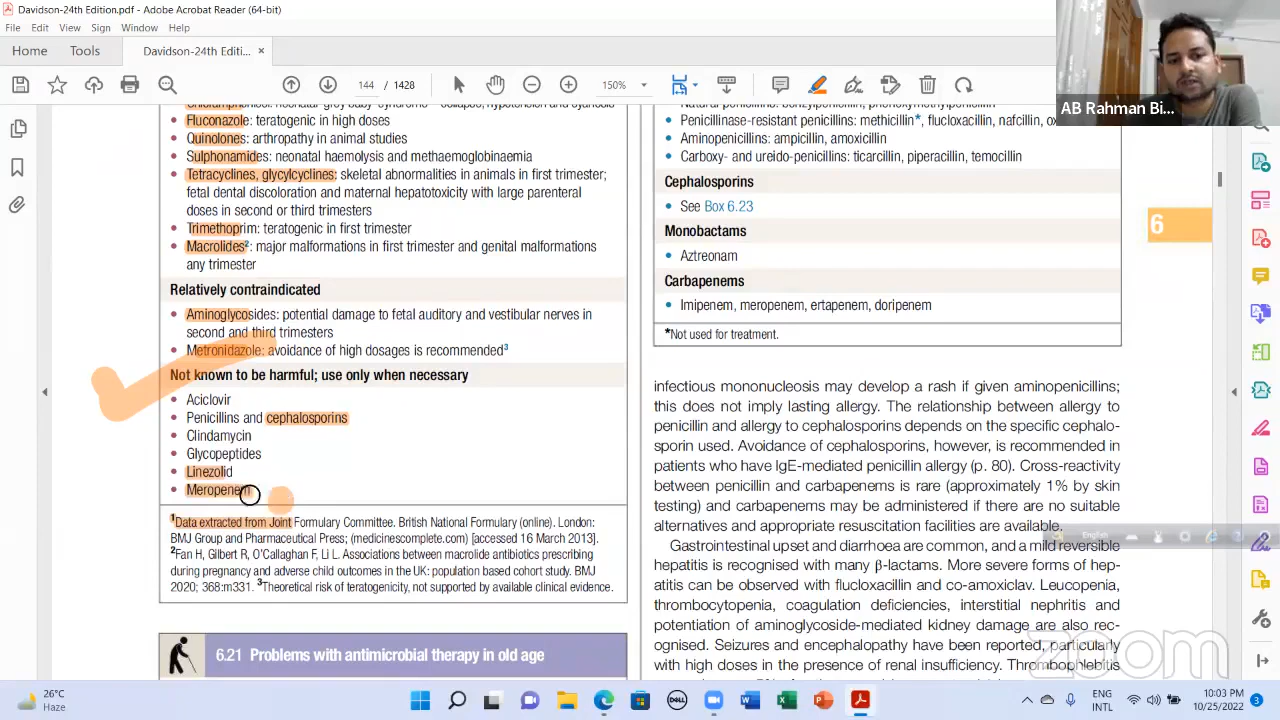 Davidson-24th Edition.pdf - Adobe Acrobat Reader (64-bit)
File Edit View Sign Window Help
Home Tools Davidson-24th Editi... ×
144 / 1428 150%
AB Rahman Bi...
Fluconazole: teratogenic in high doses
Quinolones: arthropathy in animal studies
Sulphonamides: neonatal haemolysis and methaemoglobinaemia
Tetracyclines, glycylcyclines: skeletal abnormalities in animals in first trimester;
fetal dental discoloration and maternal hepatotoxicity with large parenteral
doses in second or third trimesters
Trimethoprim: teratogenic in first trimester
Macrolides²: major malformations in first trimester and genital malformations
any trimester
Relatively contraindicated
Aminoglycosides: potential damage to fetal auditory and vestibular nerves in
second and third trimesters
Metronidazole: avoidance of high dosages is recommended³
Not known to be harmful; use only when necessary
Aciclovir
Penicillins and cephalosporins
Clindamycin
Glycopeptides
Linezolid
Meropenem
¹Data extracted from Joint Formulary Committee. British National Formulary (online). London:
BMJ Group and Pharmaceutical Press; (medicinescomplete.com) [accessed 16 March 2013].
²Fan H, Gilbert R, O'Callaghan F, Li L. Associations between macrolide antibiotics prescribing
during pregnancy and adverse child outcomes in the UK: population based cohort study. BMJ
2020; 368:m331. ³Theoretical risk of teratogenicity, not supported by available clinical evidence.
6.21 Problems with antimicrobial therapy in old age
Natural penicillins: benzylpenicillin, phenoxymethylpenicillin
Penicillinase-resistant penicillins: methicillin*, flucloxacillin, nafcillin,
Aminopenicillins: ampicillin, amoxicillin
Carboxy- and ureido-penicillins: ticarcillin, piperacillin, temocillin
Cephalosporins
See Box 6.23
Monobactams
Aztreonam
Carbapenems
Imipenem, meropenem, ertapenem, doripenem
*Not used for treatment.
6
infectious mononucleosis may develop a rash if given aminopenicillins;
this does not imply lasting allergy. The relationship between allergy to
penicillin and allergy to cephalosporins depends on the specific cephalo-
sporin used. Avoidance of cephalosporins, however, is recommended in
patients who have IgE-mediated penicillin allergy (p. 80). Cross-reactivity
between penicillin and carbapenems is rare (approximately 1% by skin
testing) and carbapenems may be administered if there are no suitable
alternatives and appropriate resuscitation facilities are available.
English
Gastrointestinal upset and diarrhoea are common, and a mild reversible
hepatitis is recognised with many β-lactams. More severe forms of hep-
atitis can be observed with flucloxacillin and co-amoxiclav. Leucopenia,
thrombocytopenia, coagulation deficiencies, interstitial nephritis and
potentiation of aminoglycoside-mediated kidney damage are also rec-
ognised. Seizures and encephalopathy have been reported, particularly
with high doses in the presence of renal insufficiency. Thrombophlebitis
zoom
26°C
Haze
DELL
ENG
INTL
10:03 PM
10/25/2022
3